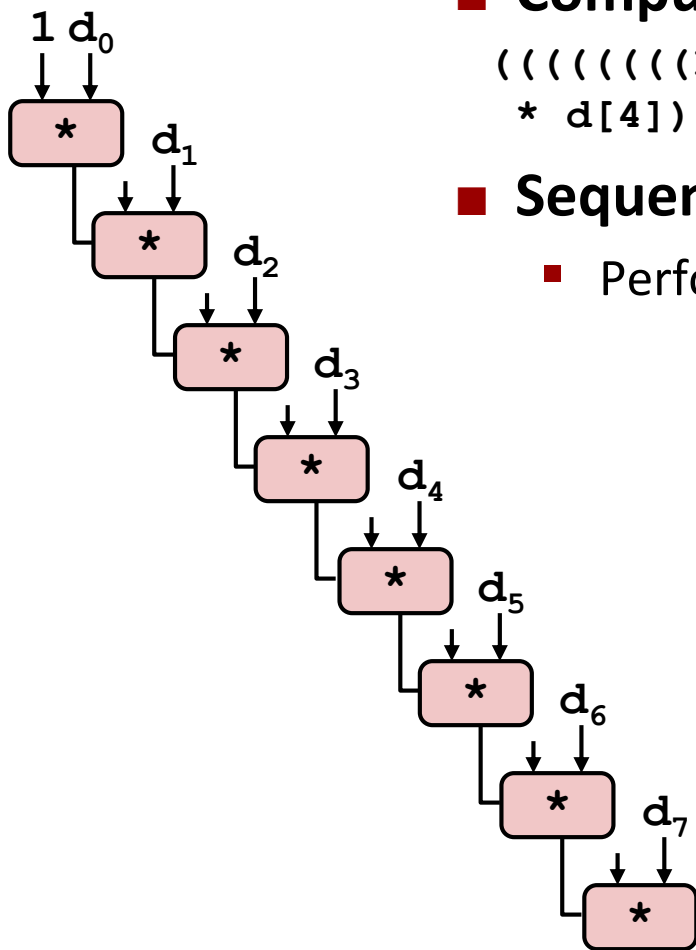 1 d₀
*
d₁
*
d₂
*
d₃
*
d₄
*
d₅
*
d₆
*
d₇
*
((((((((
* d[4])